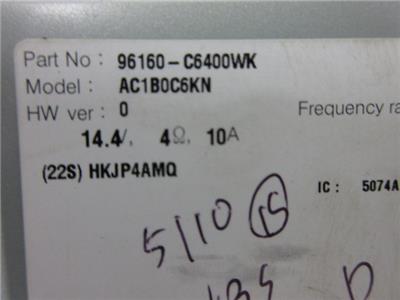 Part No : 96160-C6400WK
Model : AC1B0C6KN
HW ver : 0
Frequency ra
14.4V, 4Ω, 10A
(22S) HKJP4AMQ
IC : 5074A
5110 15